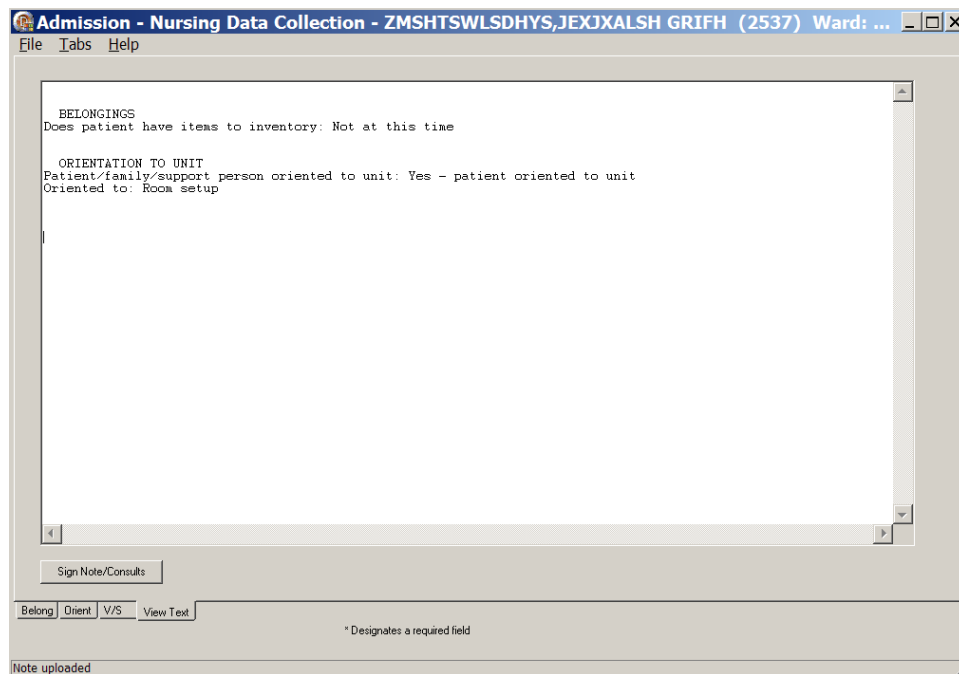 Admission - Nursing Data Collection - ZMSHTSWLSDHYS,JEXJXALSH GRIFH (2537) Ward: ...
File Tabs Help
BELONGINGS
Does patient have items to inventory: Not at this time
ORIENTATION TO UNIT
Patient/family/support person oriented to unit: Yes - patient oriented to unit
Oriented to: Room setup
Sign Note/Consults
Belong Orient V/S View Text
* Designates a required field
Note uploaded